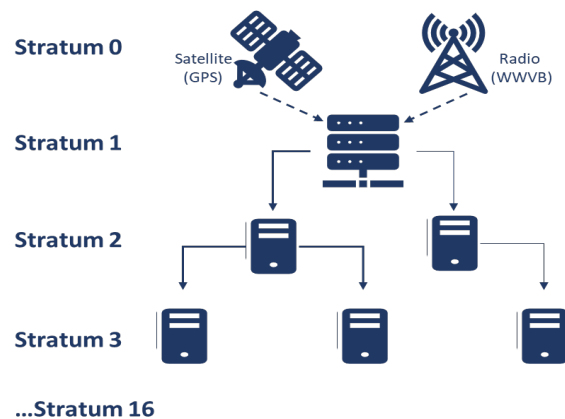 Stratum 0
Satellite
(GPS)
Radio
(WWVB)
Stratum 1
Stratum 2
Stratum 3
...Stratum 16